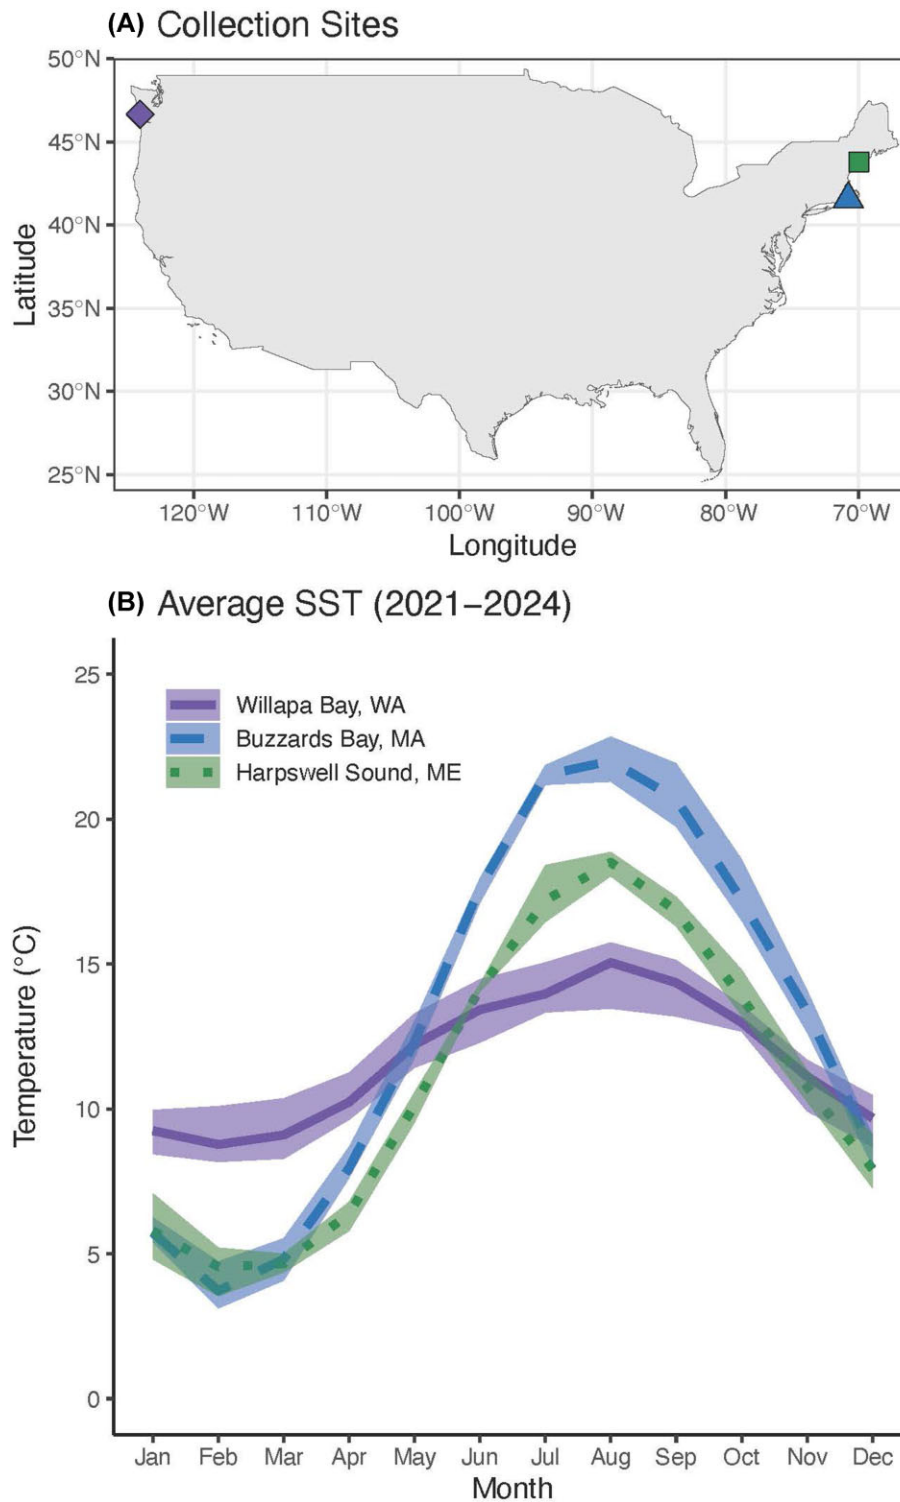 (A) Collection Sites
50°N
45°N
40°N
35°N
30°N
25°N
Latitude
120°W 110°W 100°W 90°W 80°W 70°W
Longitude
(B) Average SST (2021–2024)
25
20
15
10
5
0
Temperature (°C)
Willapa Bay, WA
Buzzards Bay, MA
Harpswell Sound, ME
Jan Feb Mar Apr May Jun Jul Aug Sep Oct Nov Dec
Month